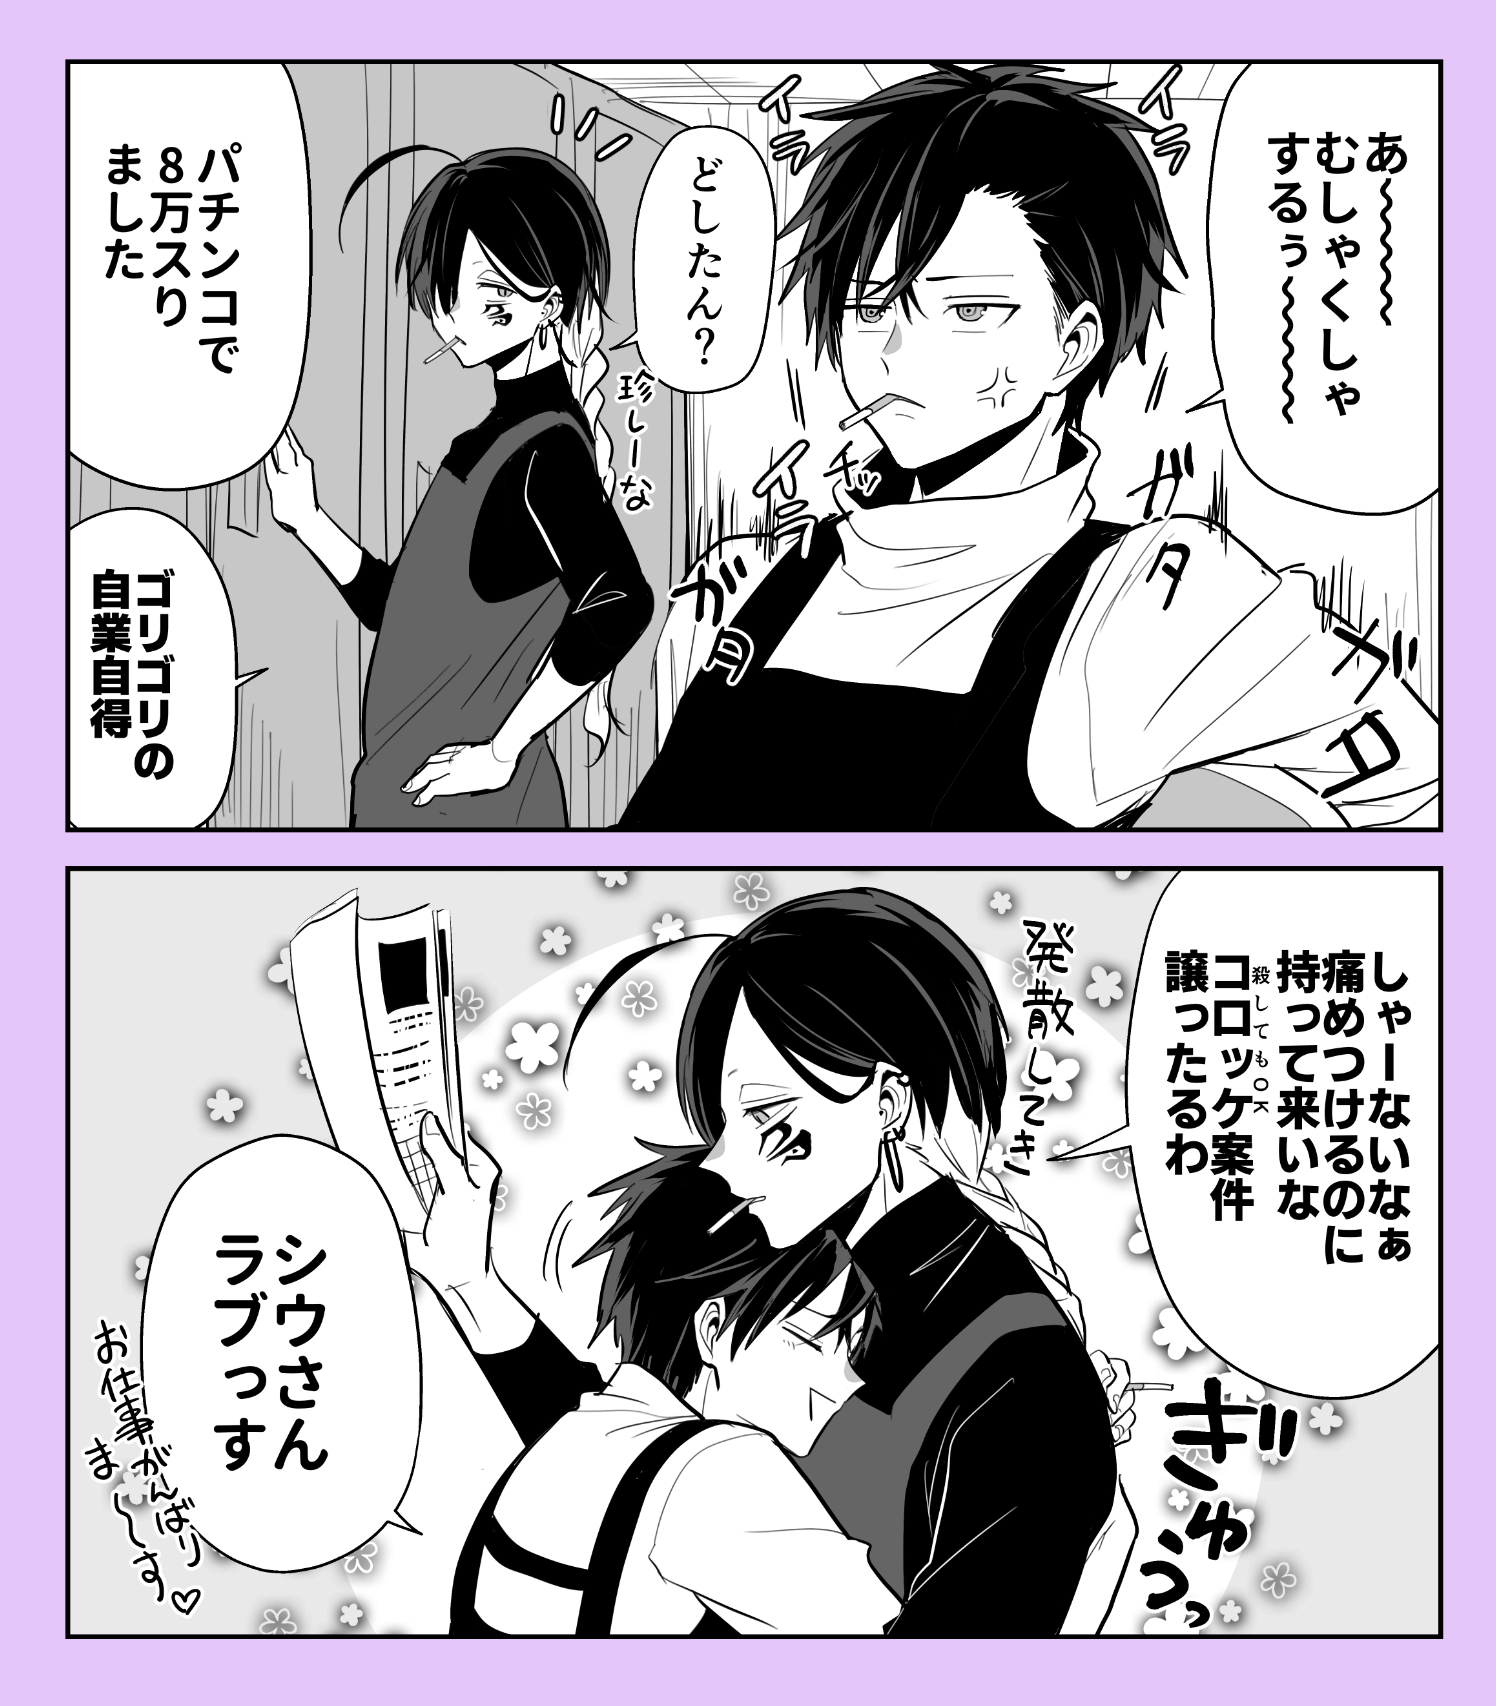 あ〜〜〜
むしゃくしゃ
するぅ〜〜〜
イラ
イラ
イラ
チッ
ガタ
ガタ
ガタ
どしたん?
珍しーな
パチンコで
8万スり
ました
ゴリゴリの
自業自得
しゃーないなぁ
痛めつけるのに
持って来いな
コロッケ案件
殺してもOK
譲ったるわ
発散してき
ぎゅうっ
シウさん
ラブっす
お仕事がんばり
ま〜〜す♡